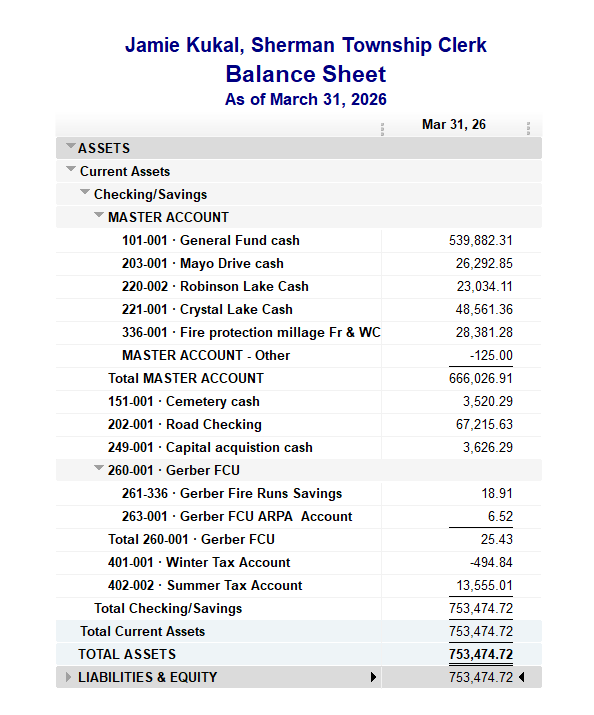 Jamie Kukal, Sherman Township Clerk
Balance Sheet
As of March 31, 2026
Mar 31, 26
ASSETS
Current Assets
Checking/Savings
MASTER ACCOUNT
101-001 · General Fund cash 539,882.31
203-001 · Mayo Drive cash 26,292.85
220-002 · Robinson Lake Cash 23,034.11
221-001 · Crystal Lake Cash 48,561.36
336-001 · Fire protection millage Fr & WC 28,381.28
MASTER ACCOUNT - Other -125.00
Total MASTER ACCOUNT 666,026.91
151-001 · Cemetery cash 3,520.29
202-001 · Road Checking 67,215.63
249-001 · Capital acquistion cash 3,626.29
260-001 · Gerber FCU
261-336 · Gerber Fire Runs Savings 18.91
263-001 · Gerber FCU ARPA  Account 6.52
Total 260-001 · Gerber FCU 25.43
401-001 · Winter Tax Account -494.84
402-002 · Summer Tax Account 13,555.01
Total Checking/Savings 753,474.72
Total Current Assets 753,474.72
TOTAL ASSETS 753,474.72
LIABILITIES & EQUITY 753,474.72